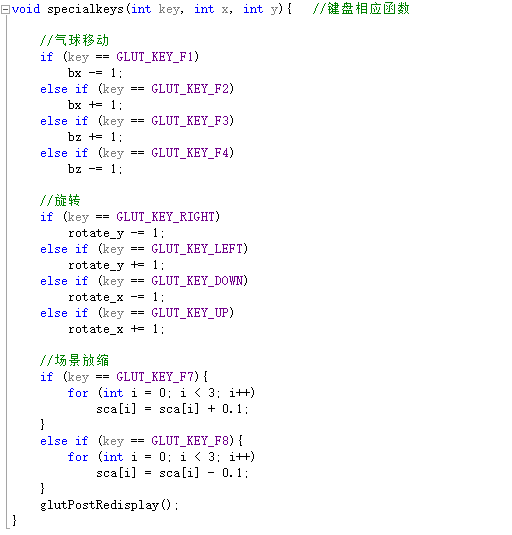 void specialkeys(int key, int x, int y){   //键盘相应函数
//气球移动
if (key == GLUT_KEY_F1)
bx -= 1;
else if (key == GLUT_KEY_F2)
bx += 1;
else if (key == GLUT_KEY_F3)
bz += 1;
else if (key == GLUT_KEY_F4)
bz -= 1;
//旋转
if (key == GLUT_KEY_RIGHT)
rotate_y -= 1;
else if (key == GLUT_KEY_LEFT)
rotate_y += 1;
else if (key == GLUT_KEY_DOWN)
rotate_x -= 1;
else if (key == GLUT_KEY_UP)
rotate_x += 1;
//场景放缩
if (key == GLUT_KEY_F7){
for (int i = 0; i < 3; i++)
sca[i] = sca[i] + 0.1;
}
else if (key == GLUT_KEY_F8){
for (int i = 0; i < 3; i++)
sca[i] = sca[i] - 0.1;
}
glutPostRedisplay();
}